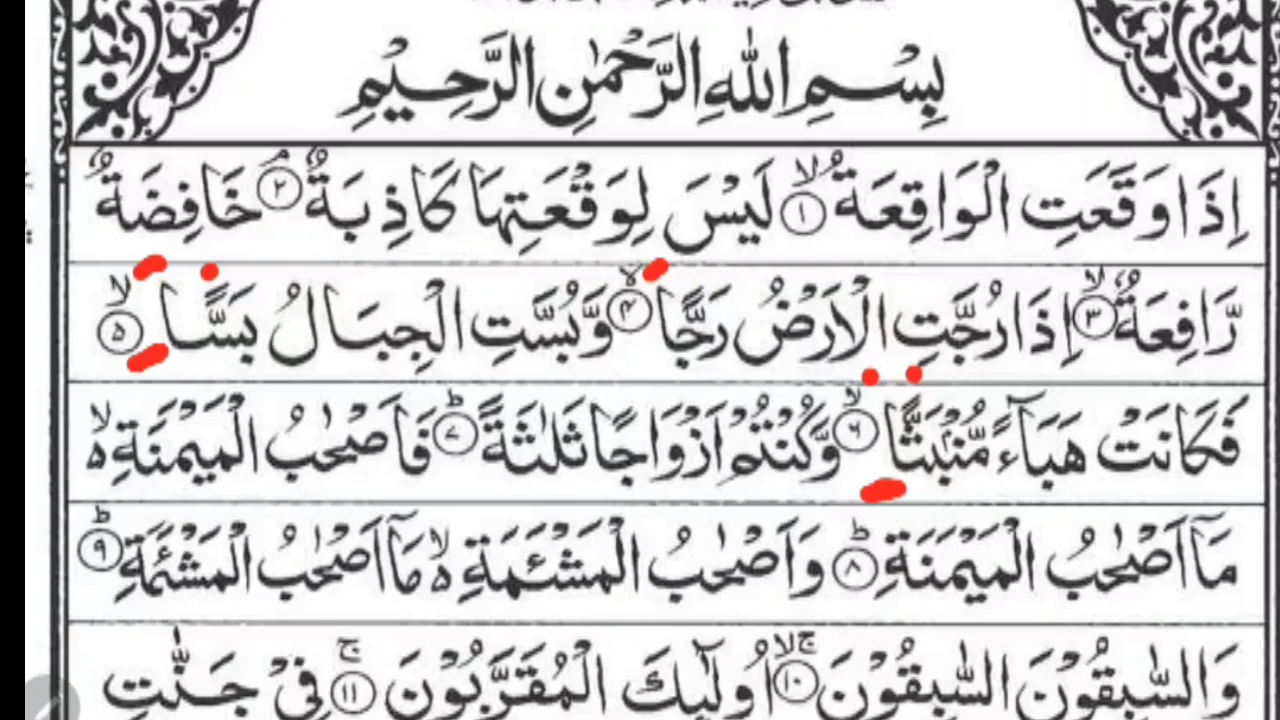 بِسْمِ اللّٰهِ الرَّحْمٰنِ الرَّحِيْمِ
اِذَا وَقَعَتِ الْوَاقِعَةُ ۙ﴿۱﴾ لَيْسَ لِوَقْعَتِهَا كَاذِبَةٌ ۘ﴿۲﴾ خَافِضَةٌ
رَّافِعَةٌ ۙ﴿۳﴾ اِذَا رُجَّتِ الْاَرْضُ رَجًّا ۙ﴿۴﴾ وَّبُسَّتِ الْجِبَالُ بَسًّا ۙ﴿۵﴾
فَكَانَتْ هَبَآءً مُّنْۢبَثًّا ۙ﴿۶﴾ وَّكُنْتُمْ اَزْوَاجًا ثَلٰثَةً ؕ﴿۷﴾ فَاَصْحٰبُ الْمَيْمَنَةِ ۙ۬
مَاۤ اَصْحٰبُ الْمَيْمَنَةِ ؕ﴿۸﴾ وَاَصْحٰبُ الْمَشْـَٔمَةِ ۙ۬ مَاۤ اَصْحٰبُ الْمَشْـَٔمَةِ ؕ﴿۹﴾
وَالسّٰبِقُوْنَ السّٰبِقُوْنَ ۚۙ﴿۱۰﴾ اُولٰٓئِكَ الْمُقَرَّبُوْنَ ۚ﴿۱۱﴾ فِيْ جَنّٰتِ